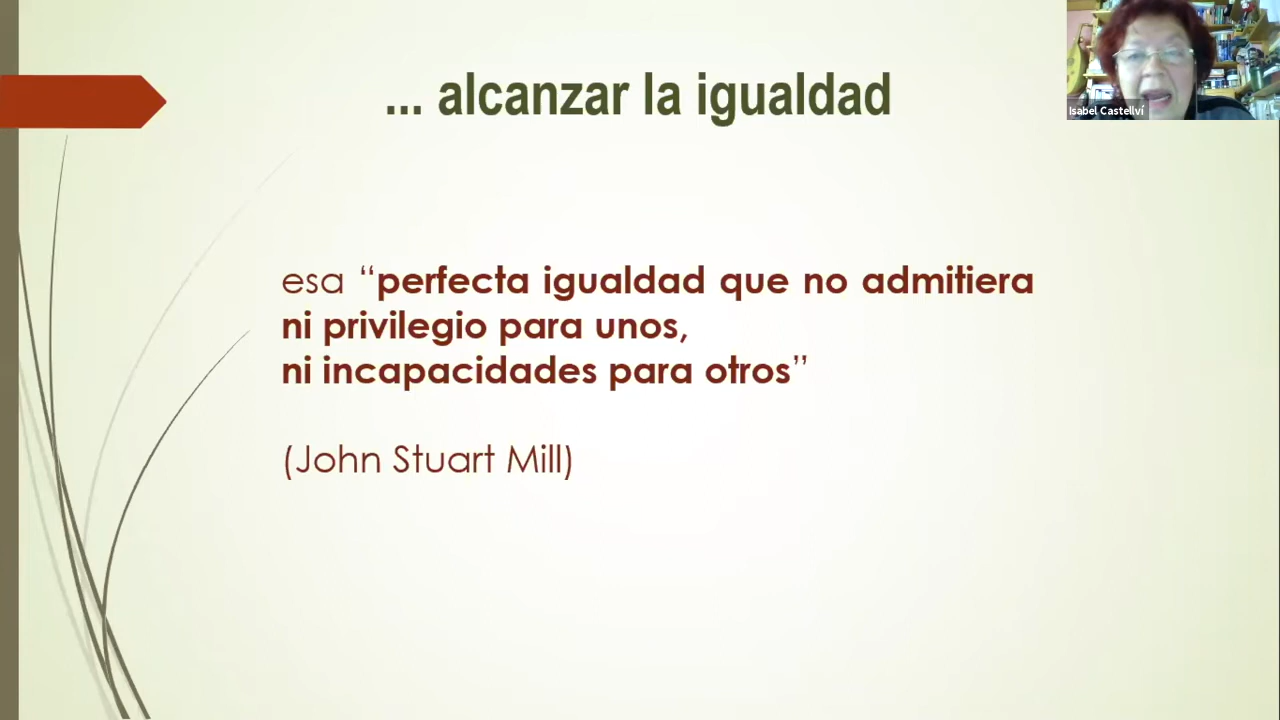 ... alcanzar la igualdad
Isabel Castellví
esa “perfecta igualdad que no admitiera
ni privilegio para unos,
ni incapacidades para otros”
(John Stuart Mill)